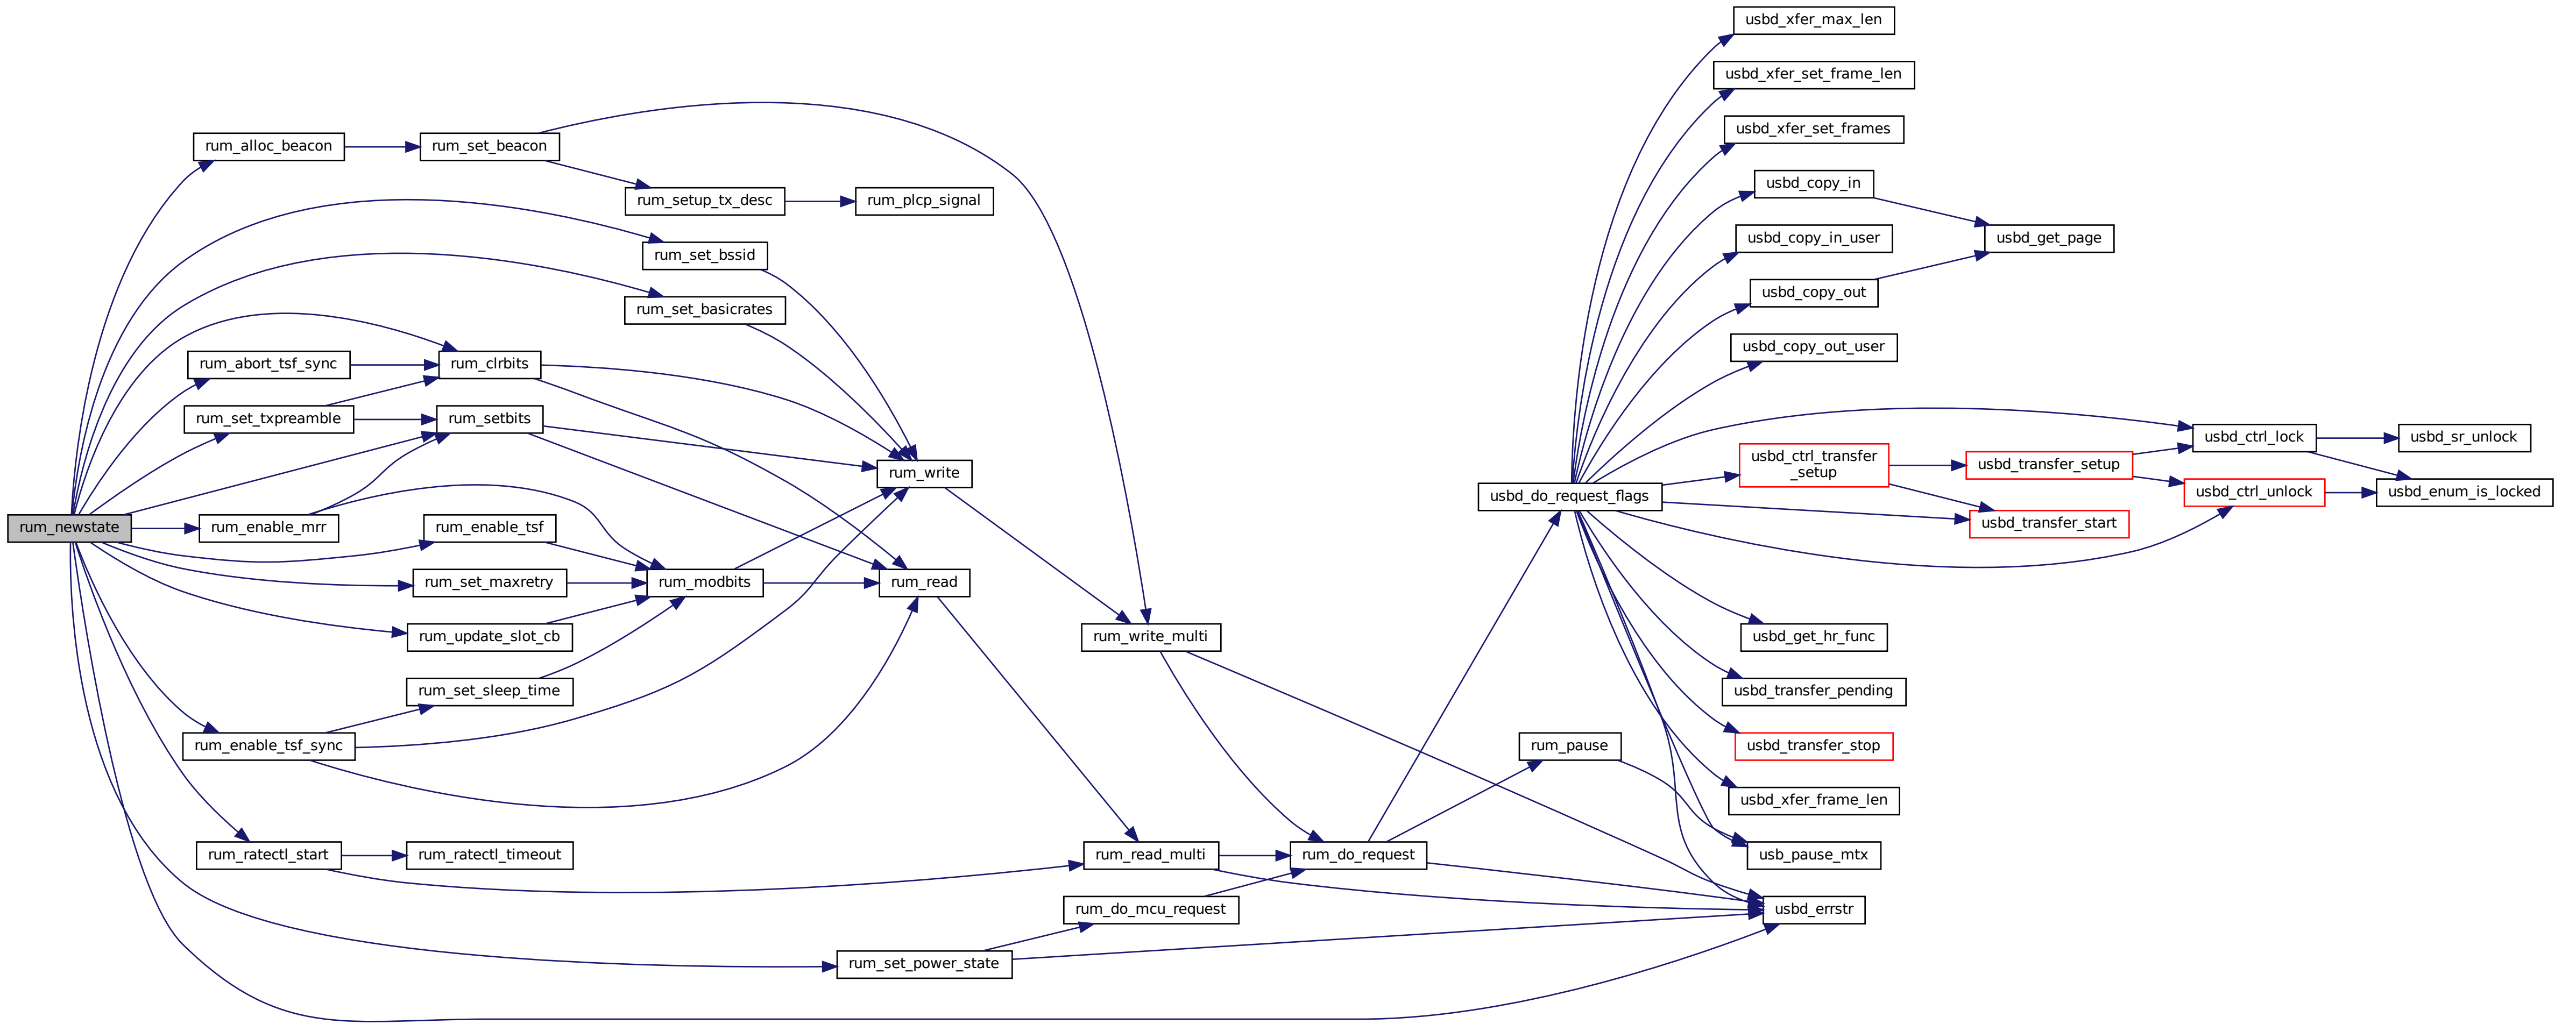 usbd_xfer_max_len
usbd_xfer_set_frame_len
usbd_xfer_set_frames
rum_alloc_beacon
rum_set_beacon
usbd_copy_in
rum_setup_tx_desc
rum_plcp_signal
usbd_copy_in_user
usbd_get_page
rum_set_bssid
usbd_copy_out
rum_set_basicrates
usbd_copy_out_user
rum_abort_tsf_sync
rum_clrbits
rum_set_txpreamble
rum_setbits
usbd_ctrl_lock
usbd_sr_unlock
usbd_ctrl_transfer
_setup
usbd_transfer_setup
rum_write
usbd_do_request_flags
usbd_ctrl_unlock
usbd_enum_is_locked
rum_newstate
rum_enable_mrr
rum_enable_tsf
usbd_transfer_start
rum_set_maxretry
rum_modbits
rum_read
rum_update_slot_cb
rum_write_multi
usbd_get_hr_func
rum_set_sleep_time
usbd_transfer_pending
rum_enable_tsf_sync
rum_pause
usbd_transfer_stop
usbd_xfer_frame_len
rum_ratectl_start
rum_ratectl_timeout
rum_read_multi
rum_do_request
usb_pause_mtx
rum_do_mcu_request
usbd_errstr
rum_set_power_state